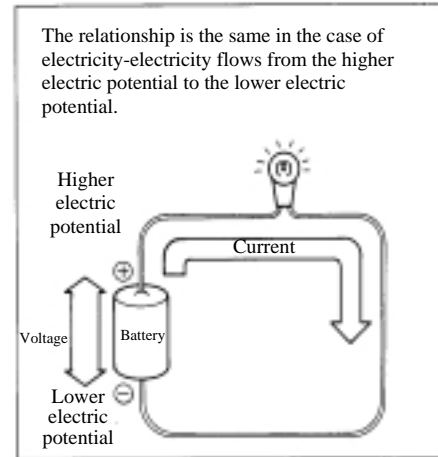 The relationship is the same in the case of
electricity-electricity flows from the higher
electric potential to the lower electric
potential.
Higher
electric
potential
Current
+
Voltage
Battery
−
Lower
electric
potential